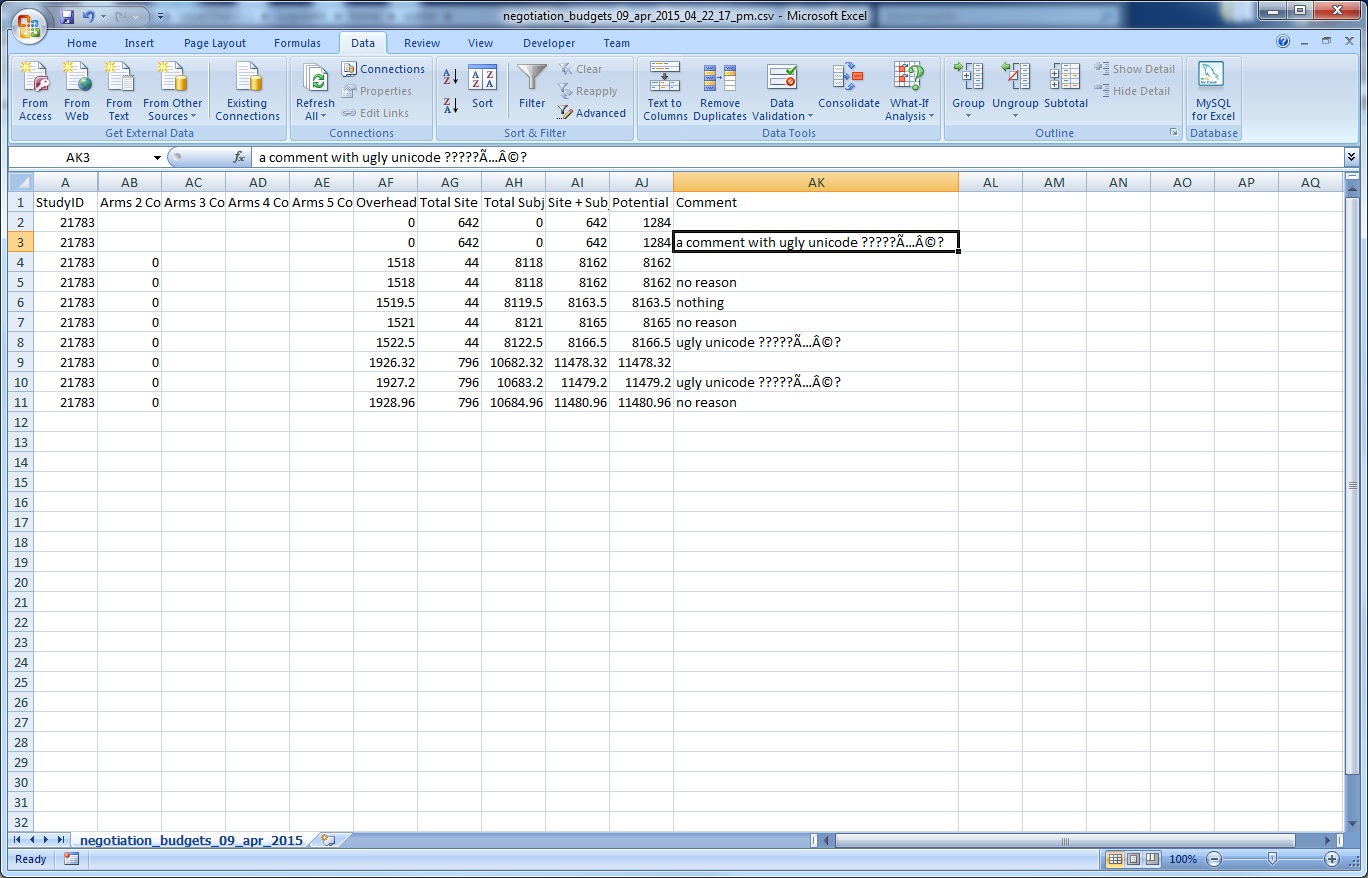 negotiation_budgets_09_apr_2015_04_22_17_pm.csv - Microsoft Excel
Home Insert Page Layout Formulas Data Review View Developer Team
From Access From Web From Text From Other Sources Existing Connections Refresh All Connections Properties Edit Links Sort Filter Clear Reapply Advanced Text to Columns Remove Duplicates Data Validation Consolidate What-If Analysis Group Ungroup Subtotal Show Detail Hide Detail MySQL for Excel
Get External Data Connections Sort & Filter Data Tools Outline Database
AK3 fx a comment with ugly unicode ?????Ã…Â©?
A AB AC AD AE AF AG AH AI AJ AK AL AM AN AO AP AQ
1 StudyID Arms 2 Co Arms 3 Co Arms 4 Co Arms 5 Co Overhead Total Site Total Subj Site + Subj Potential Comment
2 21783 0 642 0 642 1284
3 21783 0 642 0 642 1284 a comment with ugly unicode ?????Ã…Â©?
4 21783 0 1518 44 8118 8162 8162
5 21783 0 1518 44 8118 8162 8162 no reason
6 21783 0 1519.5 44 8119.5 8163.5 8163.5 nothing
7 21783 0 1521 44 8121 8165 8165 no reason
8 21783 0 1522.5 44 8122.5 8166.5 8166.5 ugly unicode ?????Ã…Â©?
9 21783 0 1926.32 796 10682.32 11478.32 11478.32
10 21783 0 1927.2 796 10683.2 11479.2 11479.2 ugly unicode ?????Ã…Â©?
11 21783 0 1928.96 796 10684.96 11480.96 11480.96 no reason
12
13
14
15
16
17
18
19
20
21
22
23
24
25
26
27
28
29
30
31
32
negotiation_budgets_09_apr_2015
Ready 100%